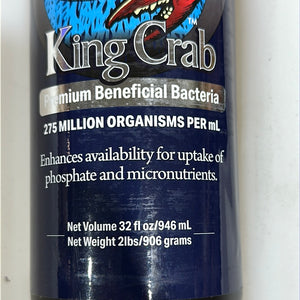 King Crab™
Premium Beneficial Bacteria
275 MILLION ORGANISMS PER mL
Enhances availability for uptake of
phosphate and micronutrients.
Net Volume 32 fl oz/946 mL
Net Weight 2lbs/906 grams